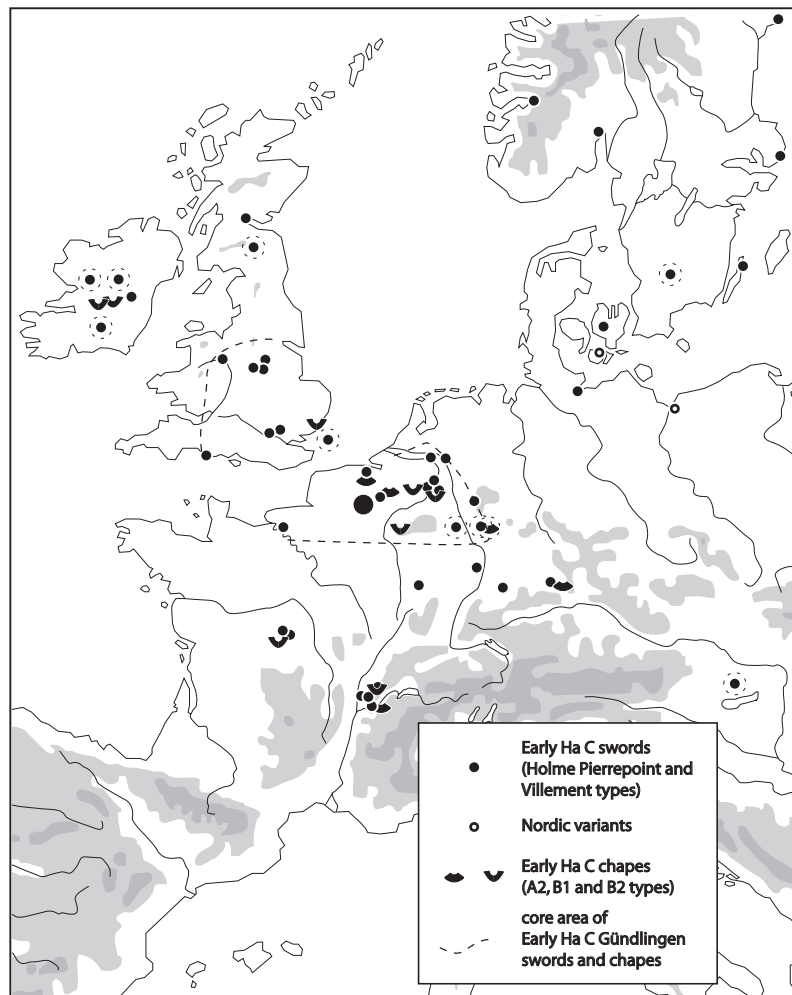 Early Ha C swords
(Holme Pierrepoint and
Villement types)
Nordic variants
Early Ha C chapes
(A2, B1 and B2 types)
core area of
Early Ha C Gündlingen
swords and chapes